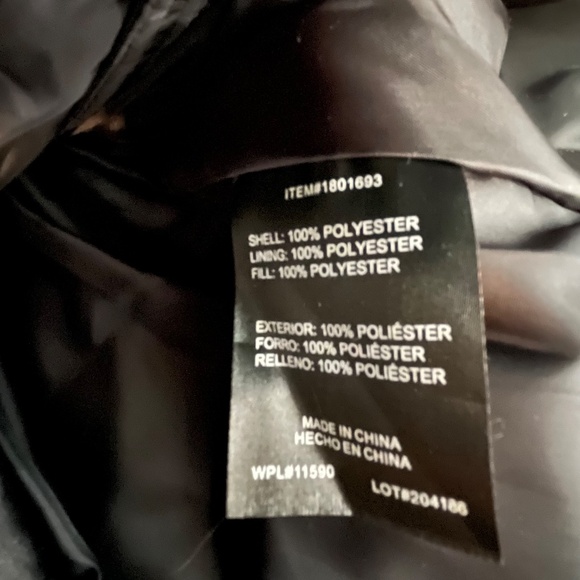 ITEM#1801693
SHELL: 100% POLYESTER
LINING: 100% POLYESTER
FILL: 100% POLYESTER
EXTERIOR: 100% POLIÉSTER
FORRO: 100% POLIÉSTER
RELLENO: 100% POLIÉSTER
MADE IN CHINA
HECHO EN CHINA
WPL#11590
LOT#204186